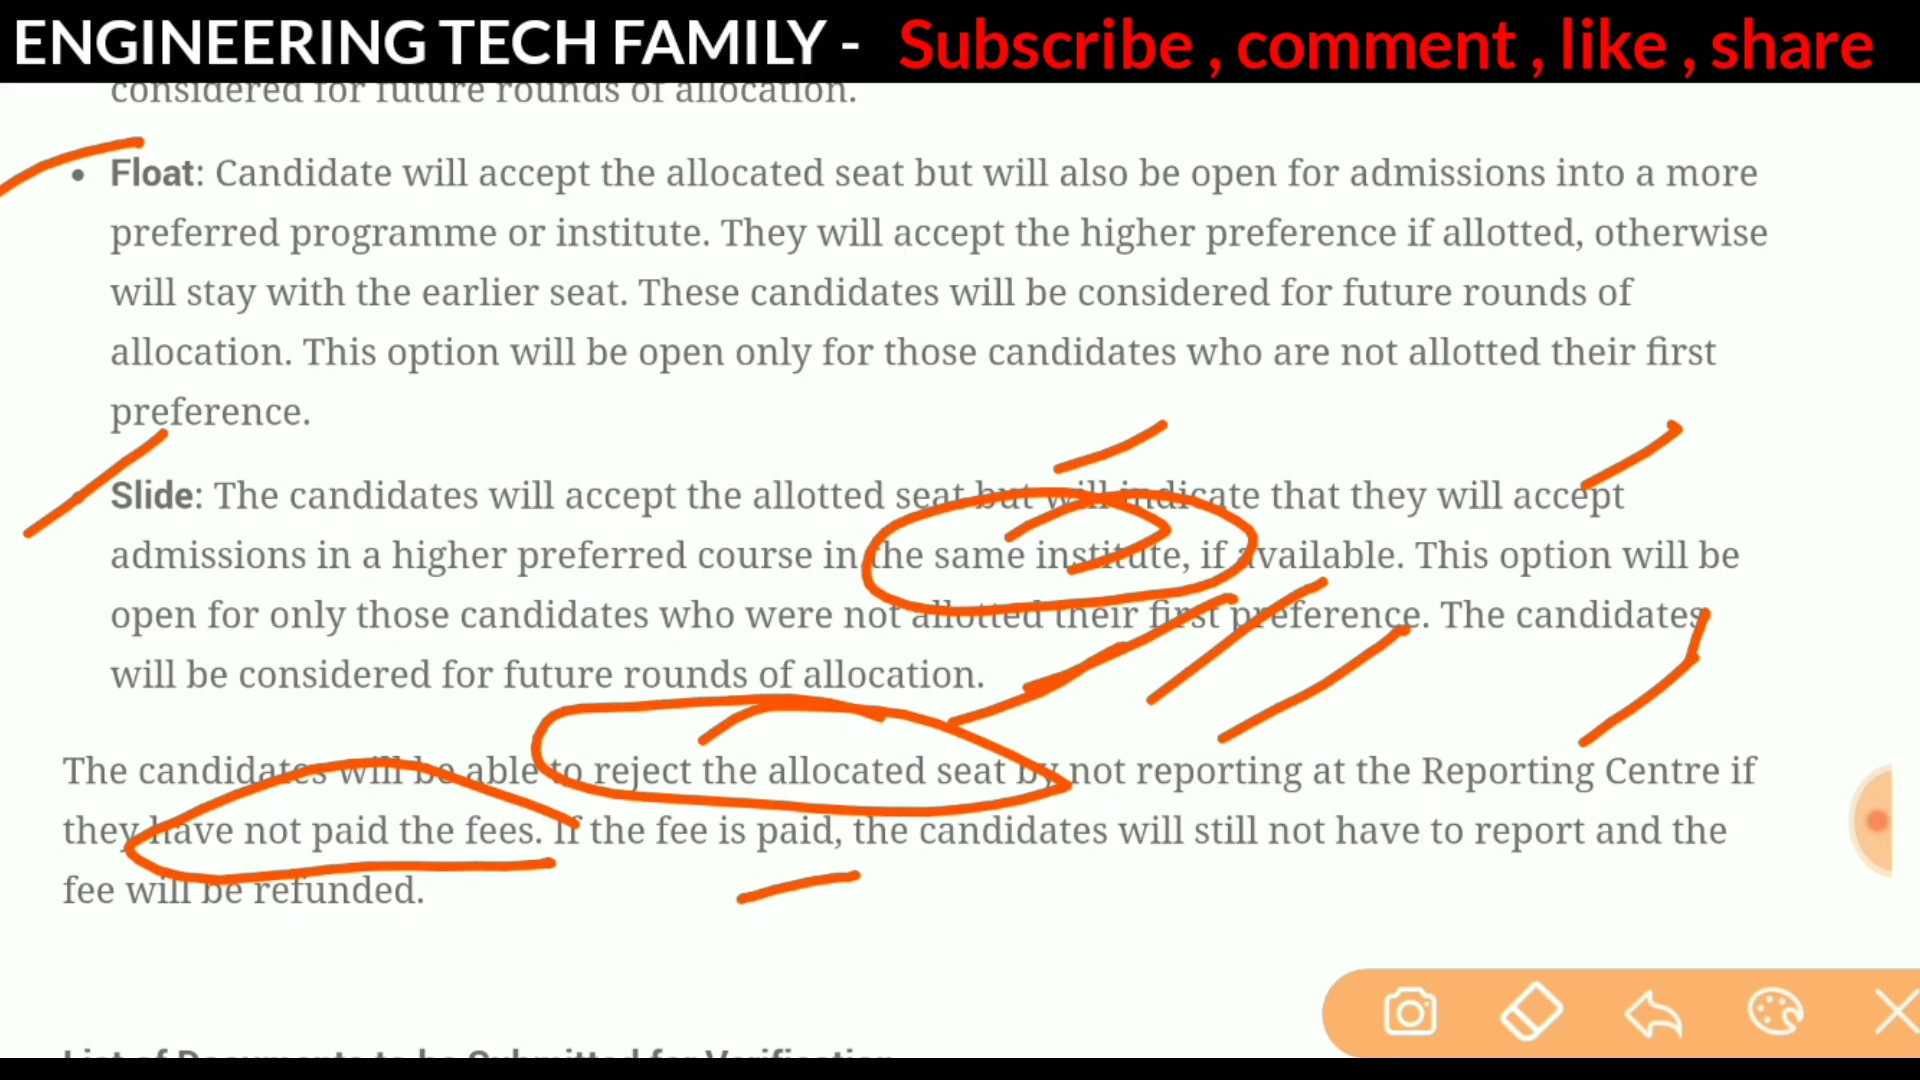 ENGINEERING TECH FAMILY - Subscribe , comment , like , share
considered for future rounds of allocation.
• Float: Candidate will accept the allocated seat but will also be open for admissions into a more
preferred programme or institute. They will accept the higher preference if allotted, otherwise
will stay with the earlier seat. These candidates will be considered for future rounds of
allocation. This option will be open only for those candidates who are not allotted their first
preference.
Slide: The candidates will accept the allotted seat but will indicate that they will accept
admissions in a higher preferred course in the same institute, if available. This option will be
open for only those candidates who were not allotted their first preference. The candidates
will be considered for future rounds of allocation.
The candidates will be able to reject the allocated seat by not reporting at the Reporting Centre if
they have not paid the fees. If the fee is paid, the candidates will still not have to report and the
fee will be refunded.
List of Documents to be Submitted for Verification